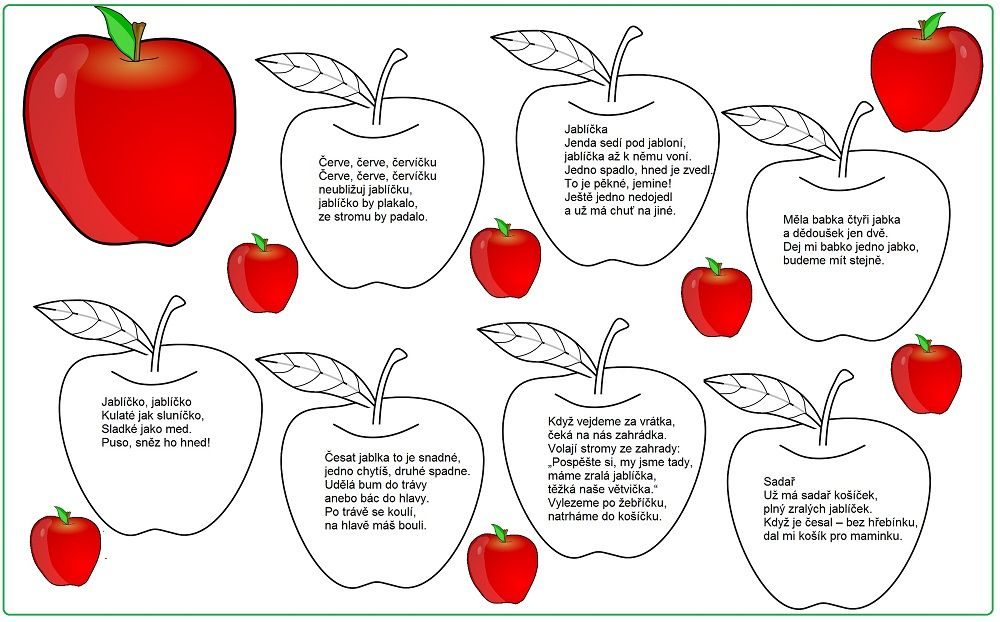 Červe, červe, červíčku
Červe, červe, červíčku
neubližuj jablíčku,
jablíčko by plakalo,
ze stromu by padalo.
Jablíčka
Jenda sedí pod jabloní,
jablíčka až k němu voní.
Jedno spadlo, hned je zvedl.
To je pěkné, jemine!
Ještě jedno nedojedl
a už má chuť na jiné.
Měla babka čtyři jabka
a dědoušek jen dvě.
Dej mi babko jedno jabko,
budeme mít stejně.
Jablíčko, jablíčko
Kulaté jak sluníčko,
Sladké jako med.
Puso, sněz ho hned!
Česat jablka to je snadné,
jedno chytíš, druhé spadne.
Udělá bum do trávy
anebo bác do hlavy.
Po trávě se koulí,
na hlavě máš bouli.
Když vejdeme za vrátka,
čeká na nás zahrádka.
Volají stromy ze zahrady:
„Pospěšte si, my jsme tady,
máme zralá jablíčka,
těžká naše větvička.“
Vylezeme po žebříčku,
natrháme do košíčku.
Sadař
Už má sadař košíček,
plný zralých jablíček.
Když je česal – bez hřebínku,
dal mi košík pro maminku.